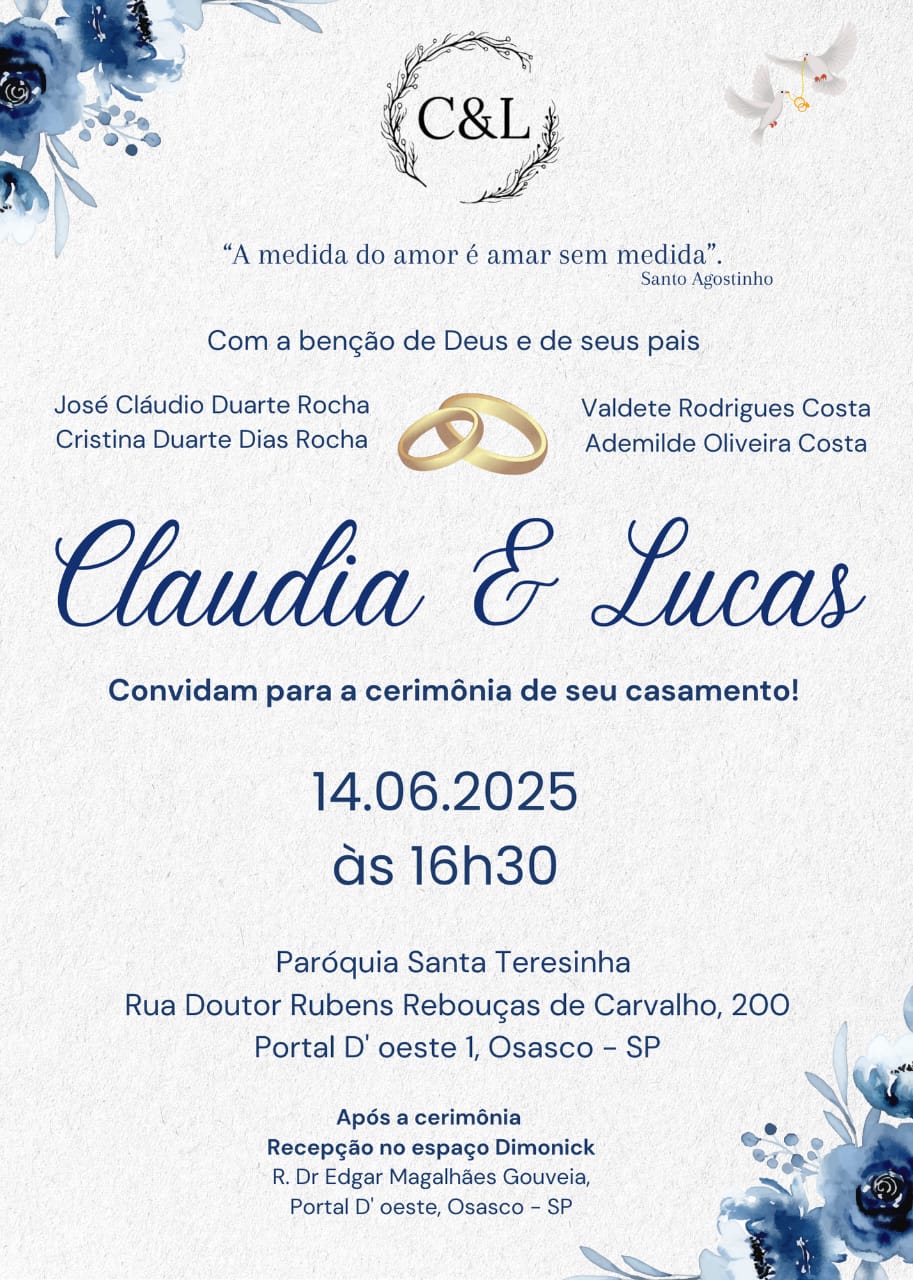 C&L
“A medida do amor é amar sem medida”.
Santo Agostinho
Com a benção de Deus e de seus pais
José Cláudio Duarte Rocha
Cristina Duarte Dias Rocha
Valdete Rodrigues Costa
Ademilde Oliveira Costa
Claudia & Lucas
Convidam para a cerimônia de seu casamento!
14.06.2025
às 16h30
Paróquia Santa Teresinha
Rua Doutor Rubens Rebouças de Carvalho, 200
Portal D' oeste 1, Osasco - SP
Após a cerimônia
Recepção no espaço Dimonick
R. Dr Edgar Magalhães Gouveia,
Portal D' oeste, Osasco - SP